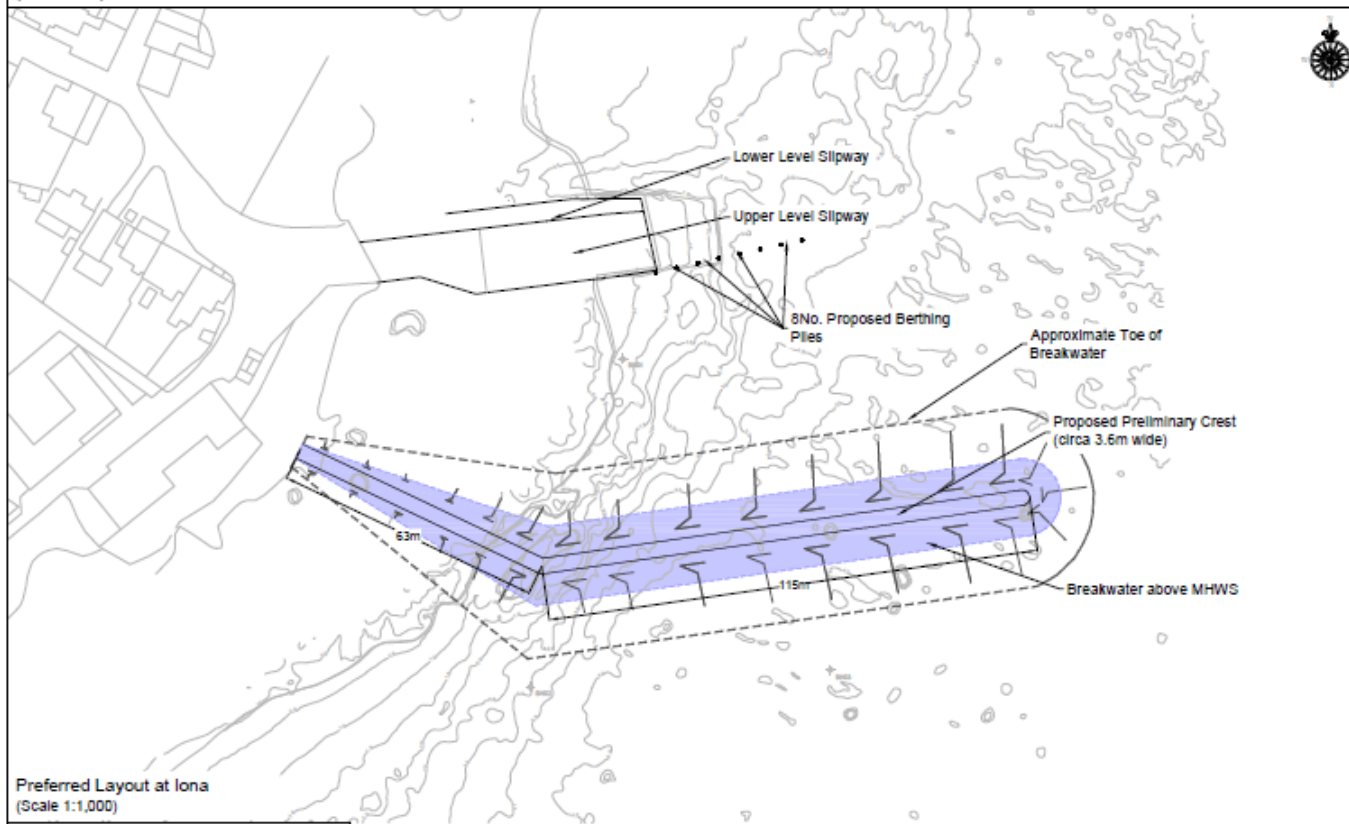 Lower Level Slipway
Upper Level Slipway
8No. Proposed Berthing
Piles
Approximate Toe of
Breakwater
Proposed Preliminary Crest
(circa 3.6m wide)
63m
115m
Breakwater above MHWS
Preferred Layout at Iona
(Scale 1:1,000)